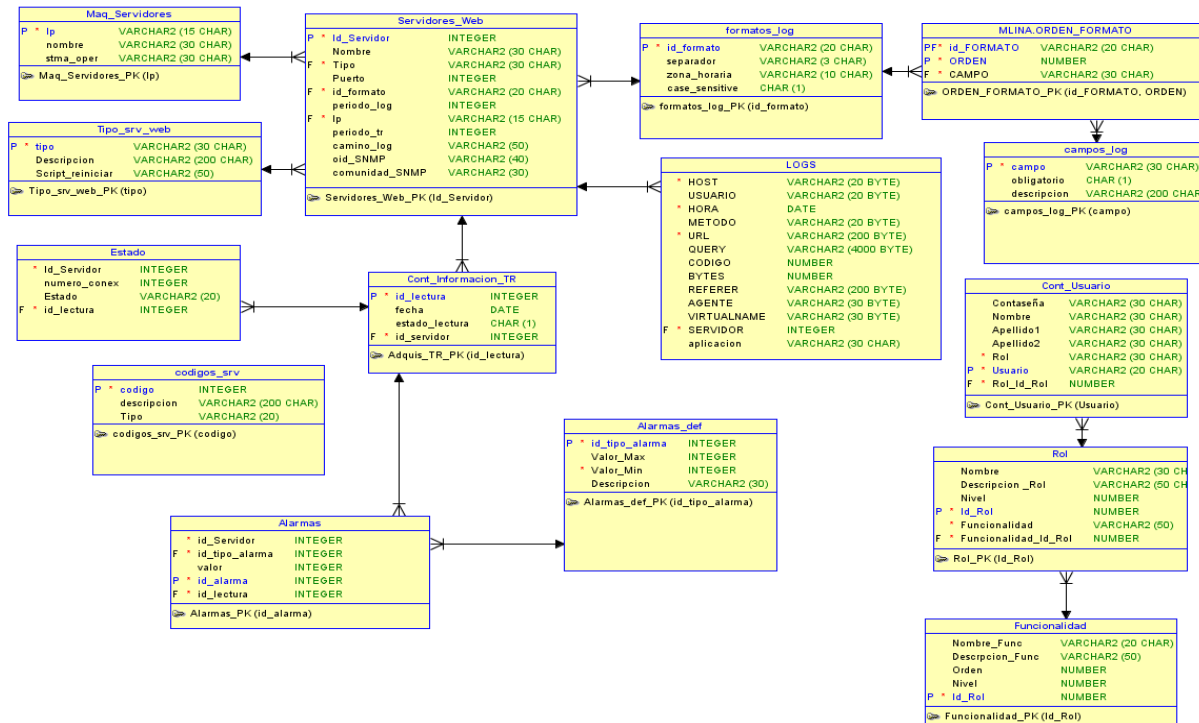 Maq_Servidores
P * Ip VARCHAR2 (15 CHAR)
nombre VARCHAR2 (30 CHAR)
stma_oper VARCHAR2 (30 CHAR)
Maq_Servidores_PK (Ip)
Servidores_Web
P * Id_Servidor INTEGER
Nombre VARCHAR2 (30 CHAR)
F * Tipo VARCHAR2 (30 CHAR)
Puerto INTEGER
F * id_formato VARCHAR2 (20 CHAR)
periodo_log INTEGER
F * Ip VARCHAR2 (15 CHAR)
periodo_tr INTEGER
camino_log VARCHAR2 (50)
oid_SNMP VARCHAR2 (40)
comunidad_SNMP VARCHAR2 (30)
Servidores_Web_PK (Id_Servidor)
formatos_log
P * id_formato VARCHAR2 (20 CHAR)
separador VARCHAR2 (3 CHAR)
zona_horaria VARCHAR2 (10 CHAR)
case_sensitive CHAR (1)
formatos_log_PK (id_formato)
MLINA.ORDEN_FORMATO
PF* id_FORMATO VARCHAR2 (20 CHAR)
P * ORDEN NUMBER
F * CAMPO VARCHAR2 (30 CHAR)
ORDEN_FORMATO_PK (id_FORMATO, ORDEN)
Tipo_srv_web
P * tipo VARCHAR2 (30 CHAR)
Descripcion VARCHAR2 (200 CHAR)
Script_reiniciar VARCHAR2 (50)
Tipo_srv_web_PK (tipo)
campos_log
P * campo VARCHAR2 (30 CHAR)
obligatorio CHAR (1)
descripcion VARCHAR2 (200 CHAR
campos_log_PK (campo)
LOGS
* HOST VARCHAR2 (20 BYTE)
USUARIO VARCHAR2 (20 BYTE)
* HORA DATE
METODO VARCHAR2 (20 BYTE)
* URL VARCHAR2 (200 BYTE)
QUERY VARCHAR2 (4000 BYTE)
CODIGO NUMBER
BYTES NUMBER
REFERER VARCHAR2 (200 BYTE)
AGENTE VARCHAR2 (30 BYTE)
VIRTUALNAME VARCHAR2 (30 BYTE)
F * SERVIDOR INTEGER
aplicacion VARCHAR2 (30 CHAR)
Estado
* Id_Servidor INTEGER
numero_conex INTEGER
Estado VARCHAR2 (20)
F * id_lectura INTEGER
Cont_Informacion_TR
P * id_lectura INTEGER
fecha DATE
estado_lectura CHAR (1)
F * id_servidor INTEGER
Adquis_TR_PK (id_lectura)
Cont_Usuario
Contaseña VARCHAR2 (30 CHAR)
Nombre VARCHAR2 (30 CHAR)
Apellido1 VARCHAR2 (30 CHAR)
Apellido2 VARCHAR2 (30 CHAR)
* Rol VARCHAR2 (30 CHAR)
P * Usuario VARCHAR2 (20 CHAR)
F * Rol_Id_Rol NUMBER
Cont_Usuario_PK (Usuario)
codigos_srv
P * codigo INTEGER
descripcion VARCHAR2 (200 CHAR)
Tipo VARCHAR2 (20)
codigos_srv_PK (codigo)
Alarmas_def
P * id_tipo_alarma INTEGER
Valor_Max INTEGER
* Valor_Min INTEGER
Descripcion VARCHAR2 (30)
Alarmas_def_PK (id_tipo_alarma)
Rol
Nombre VARCHAR2 (30 CH
Descripcion _Rol VARCHAR2 (50 CH
Nivel NUMBER
P * Id_Rol NUMBER
* Funcionalidad VARCHAR2 (50)
F * Funcionalidad_Id_Rol NUMBER
Rol_PK (Id_Rol)
Alarmas
* id_Servidor INTEGER
F * id_tipo_alarma INTEGER
valor INTEGER
P * id_alarma INTEGER
F * id_lectura INTEGER
Alarmas_PK (id_alarma)
Funcionalidad
Nombre_Func VARCHAR2 (20 CHAR)
Descrpcion_Func VARCHAR2 (50)
Orden NUMBER
Nivel NUMBER
P * Id_Rol NUMBER
Funcionalidad_PK (Id_Rol)